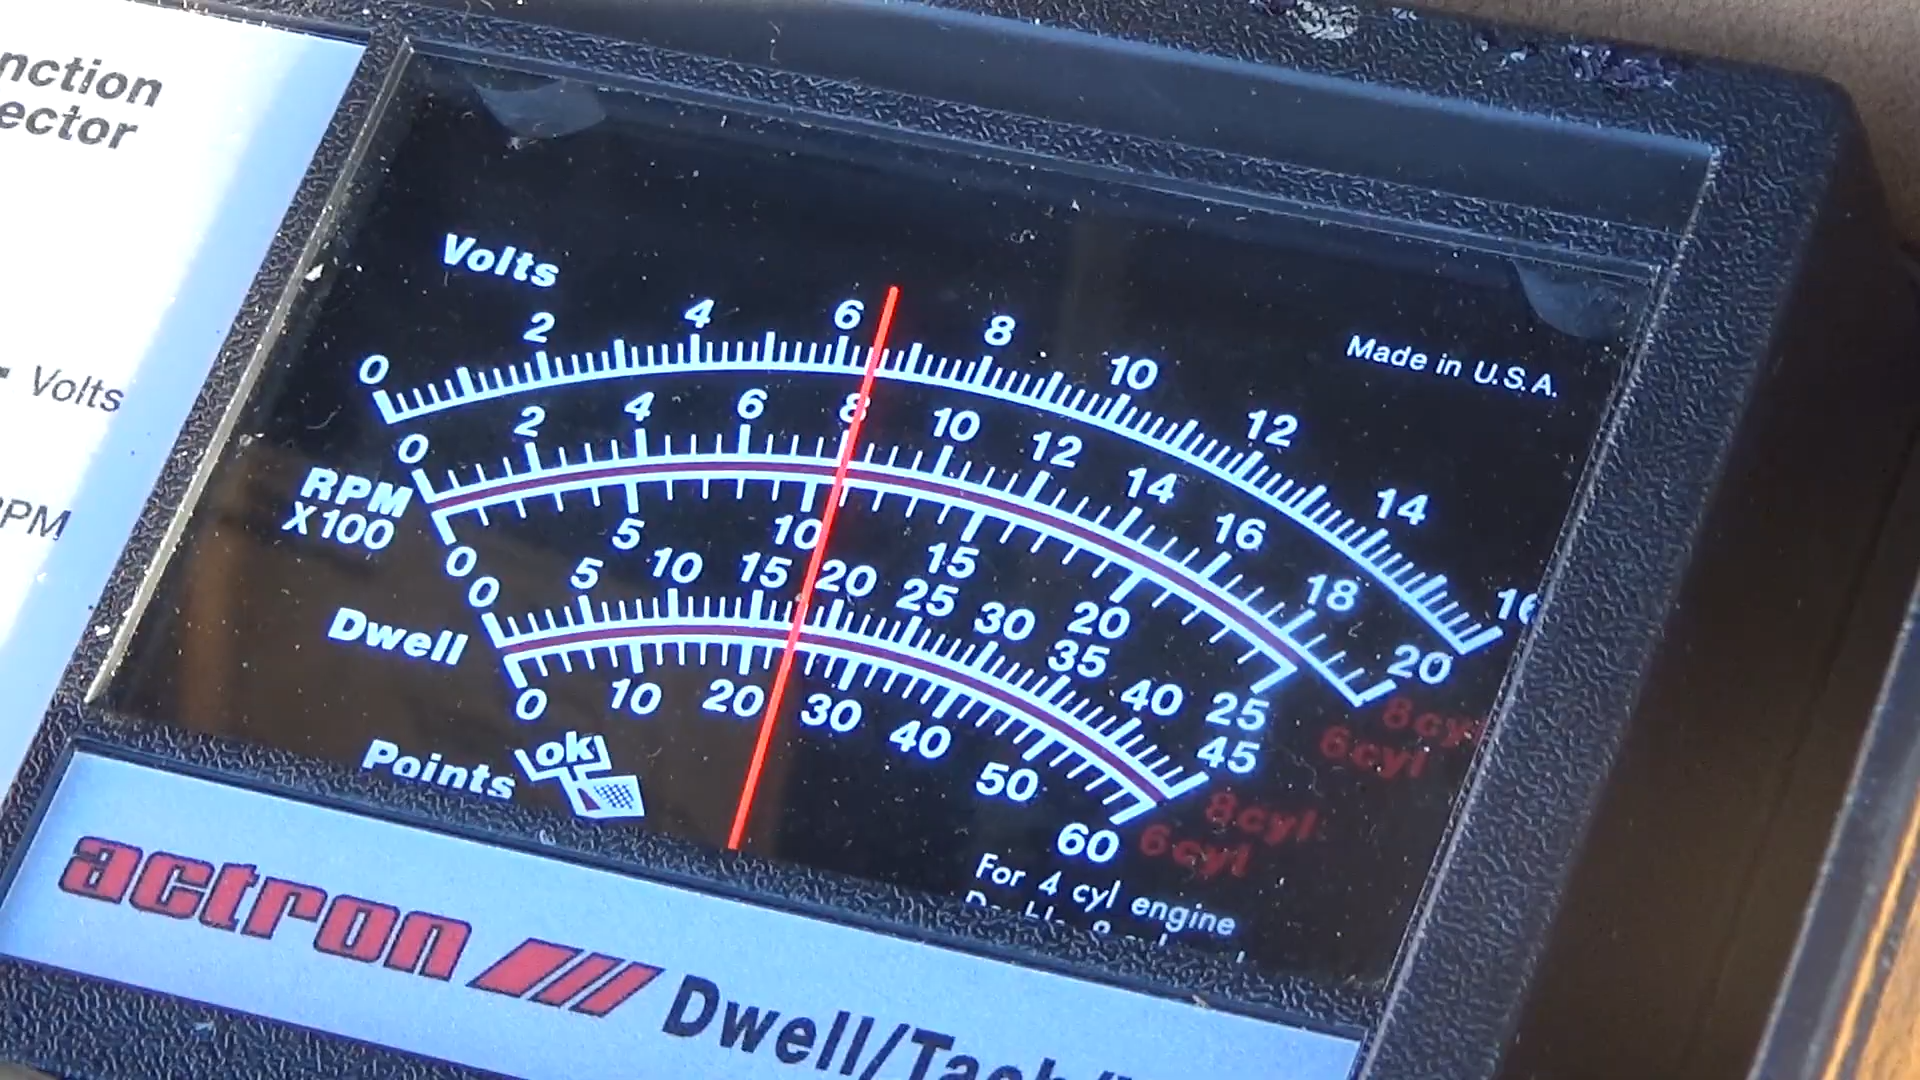 nction
ector
Volts
RPM
Volts
0 2 4 6 8 10 12 14 16
Made in U.S.A.
0 2 4 6 8 10 12 14 16 18 20
8cyl
RPM
X100
0 5 10 15 20 25
6cyl
0 5 10 15 20 25 30 35 40 45
8cyl
Dwell
0 10 20 30 40 50 60
6cyl
Points
ok
For 4 cyl engine
actron
Dwell/Tach/